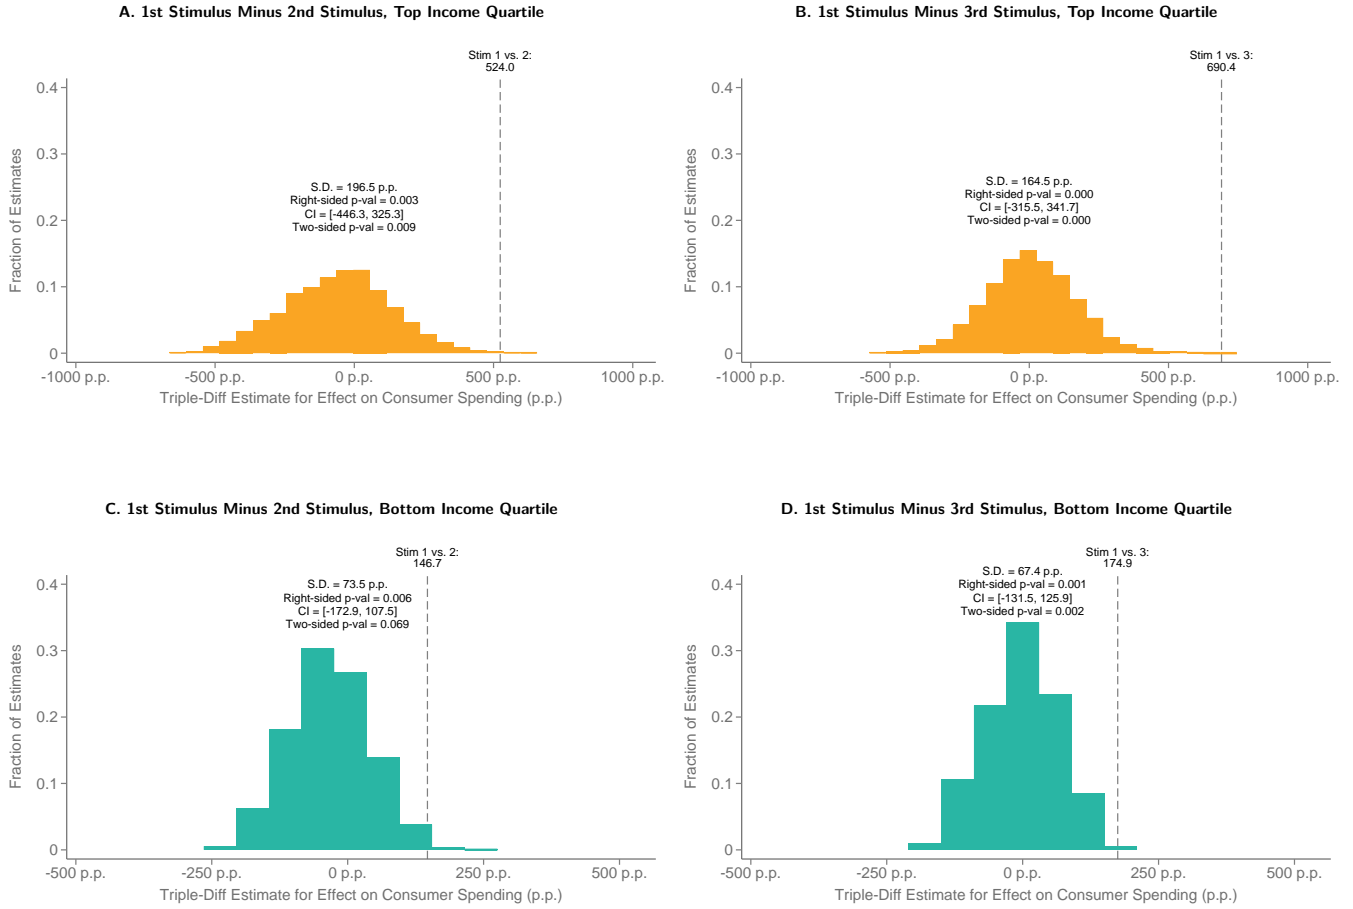 A. 1st Stimulus Minus 2nd Stimulus, Top Income Quartile
Stim 1 vs. 2:
524.0
0.4
0.3
0.2
0.1
0
Fraction of Estimates
S.D. = 196.5 p.p.
Right-sided p-val = 0.003
CI = [-446.3, 325.3]
Two-sided p-val = 0.009
-1000 p.p. -500 p.p. 0 p.p. 500 p.p. 1000 p.p.
Triple-Diff Estimate for Effect on Consumer Spending (p.p.)
B. 1st Stimulus Minus 3rd Stimulus, Top Income Quartile
Stim 1 vs. 3:
690.4
0.4
0.3
0.2
0.1
0
Fraction of Estimates
S.D. = 164.5 p.p.
Right-sided p-val = 0.000
CI = [-315.5, 341.7]
Two-sided p-val = 0.000
-1000 p.p. -500 p.p. 0 p.p. 500 p.p. 1000 p.p.
Triple-Diff Estimate for Effect on Consumer Spending (p.p.)
C. 1st Stimulus Minus 2nd Stimulus, Bottom Income Quartile
Stim 1 vs. 2:
146.7
0.4
0.3
0.2
0.1
0
Fraction of Estimates
S.D. = 73.5 p.p.
Right-sided p-val = 0.006
CI = [-172.9, 107.5]
Two-sided p-val = 0.069
-500 p.p. -250 p.p. 0 p.p. 250 p.p. 500 p.p.
Triple-Diff Estimate for Effect on Consumer Spending (p.p.)
D. 1st Stimulus Minus 3rd Stimulus, Bottom Income Quartile
Stim 1 vs. 3:
174.9
0.4
0.3
0.2
0.1
0
Fraction of Estimates
S.D. = 67.4 p.p.
Right-sided p-val = 0.001
CI = [-131.5, 125.9]
Two-sided p-val = 0.002
-500 p.p. -250 p.p. 0 p.p. 250 p.p. 500 p.p.
Triple-Diff Estimate for Effect on Consumer Spending (p.p.)